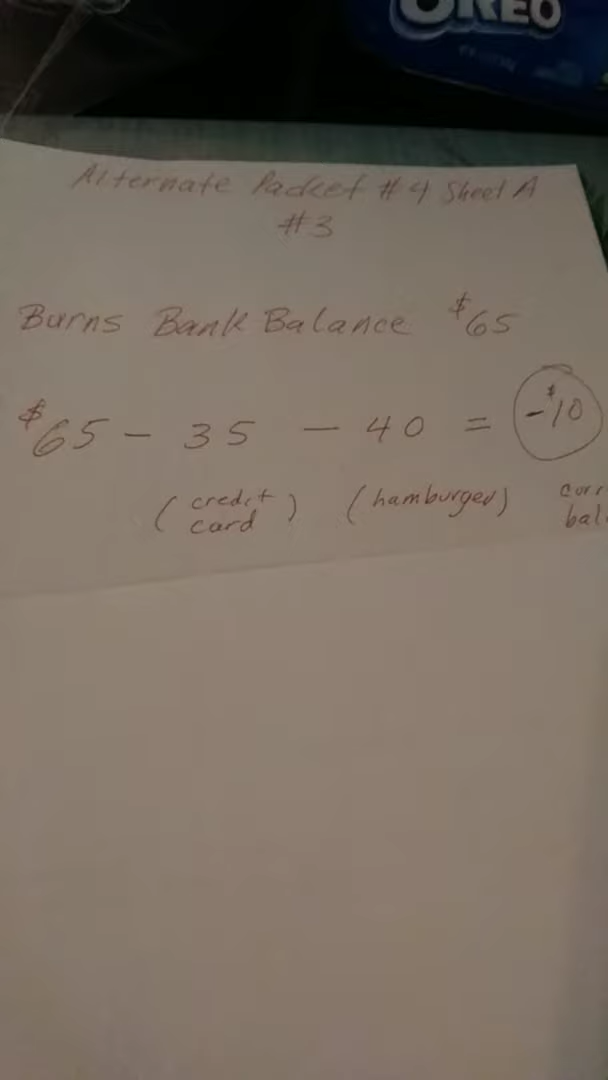 OREO
Alternate Packet #4 Sheet A
#3
Burns Bank Balance $65
$65 - 35 - 40 = -$10
(credit card) (hamburger)